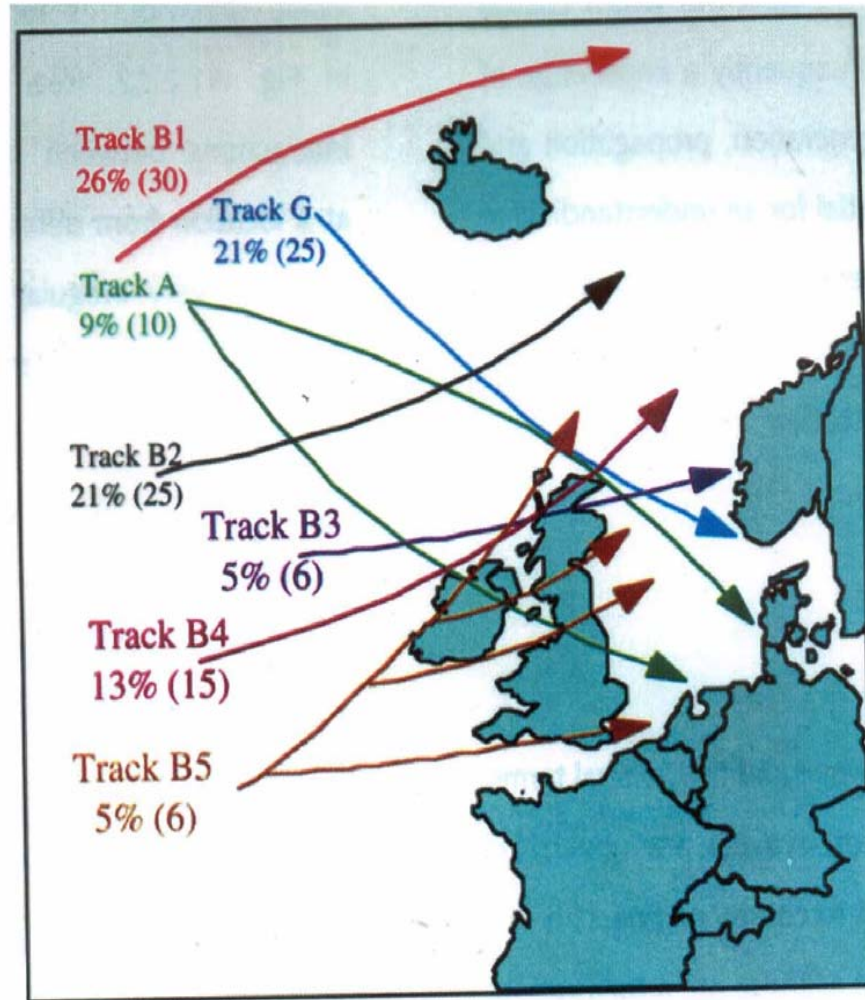 Track B1
26% (30)
Track G
21% (25)
Track A
9% (10)
Track B2
21% (25)
Track B3
5% (6)
Track B4
13% (15)
Track B5
5% (6)